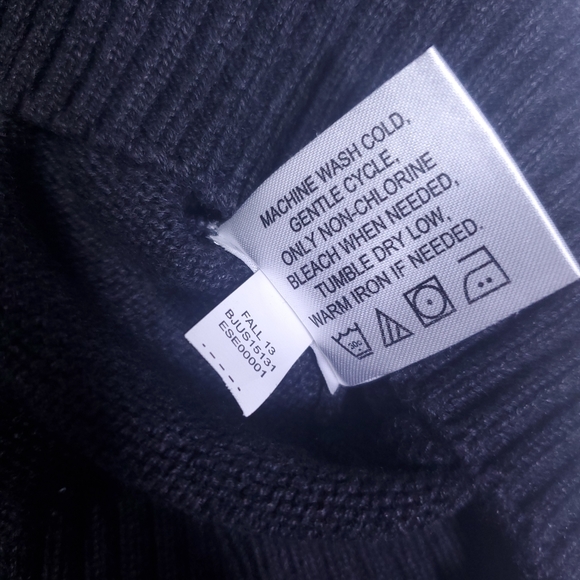 MACHINE WASH COLD,
GENTLE CYCLE,
ONLY NON-CHLORINE
BLEACH WHEN NEEDED,
TUMBLE DRY LOW,
WARM IRON IF NEEDED.
30c
FALL 13
BJUS15131
ESE00001
-----